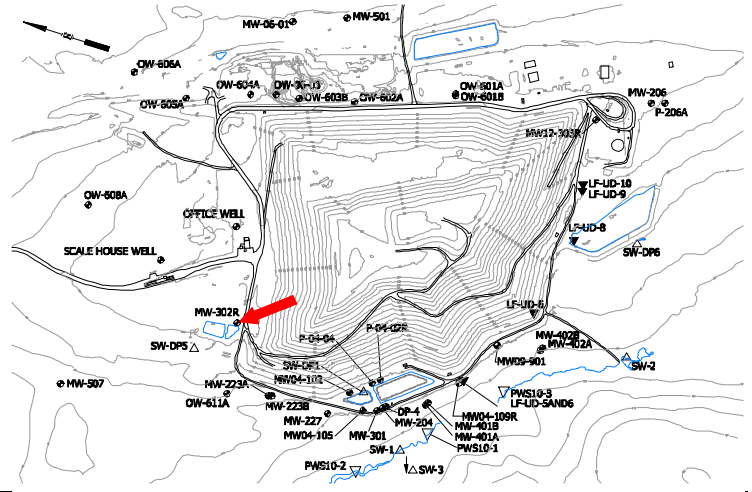 MW-06-01
MW-501
OW-606A
OW-605A
OW-604A
OW-603B
OW-602A
OW-601A
OW-601B
MW-206
P-206A
MW12-303R
LF-UD-10
LF-UD-9
LF-UD-8
SW-DP6
OW-608A
OFFICE WELL
SCALE HOUSE WELL
MW-302R
SW-DP5
LF-UD-6
P-04-04
P-04-02R
MW-402B
MW-402A
SW-DP1
MW04-102
MW09-901
SW-2
MW-507
MW-223A
OW-611A
MW-223B
MW-227
MW04-105
MW-301
DP-4
MW-204
PWS10-3
LF-UD-SAND6
MW04-109R
MW-401B
MW-401A
PWS10-1
SW-1
PWS10-2
SW-3